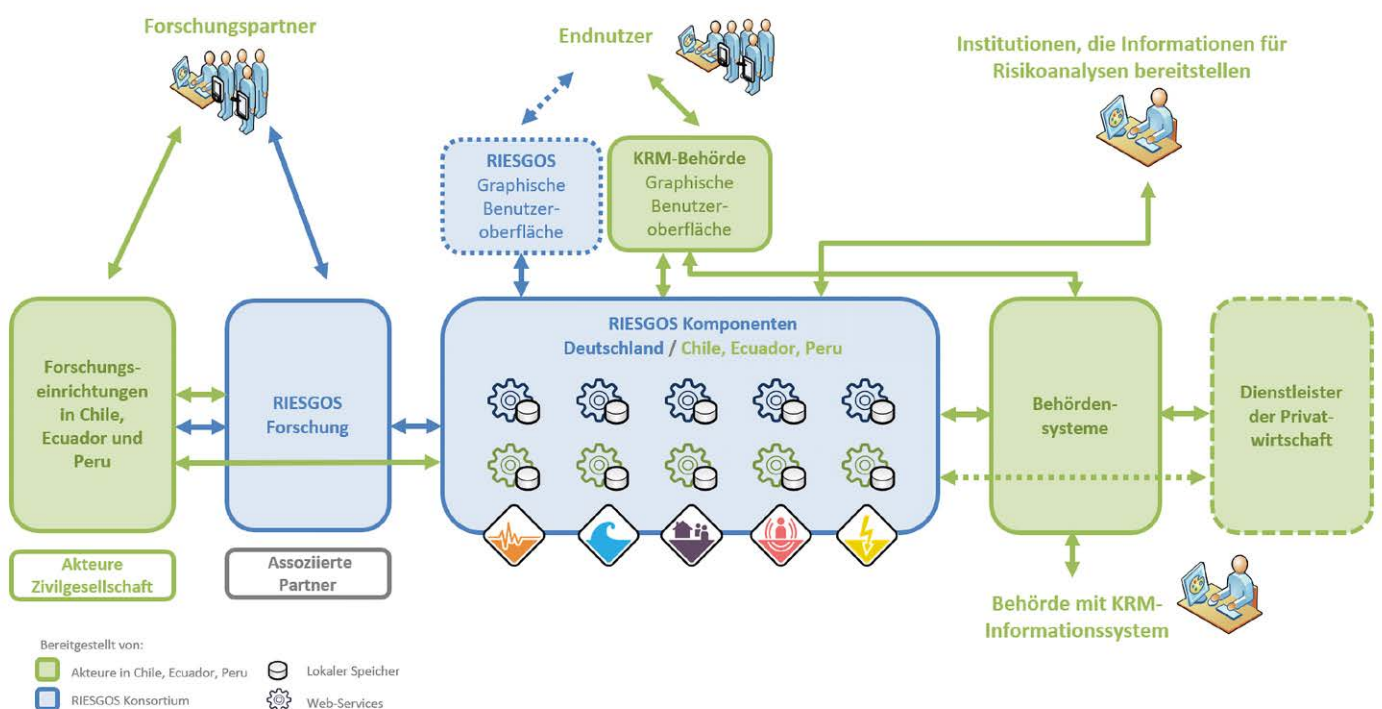 Forschungspartner
Endnutzer
Institutionen, die Informationen für
Risikoanalysen bereitstellen
RIESGOS
Graphische
Benutzer-
oberfläche
KRM-Behörde
Graphische
Benutzer-
oberfläche
Forschungs-
einrichtungen
in Chile,
Ecuador und
Peru
RIESGOS
Forschung
RIESGOS Komponenten
Deutschland / Chile, Ecuador, Peru
Behörden-
systeme
Dienstleister
der Privat-
wirtschaft
Akteure
Zivilgesellschaft
Assoziierte
Partner
Behörde mit KRM-
Informationssystem
Bereitgestellt von:
Akteure in Chile, Ecuador, Peru
Lokaler Speicher
RIESGOS Konsortium
Web-Services